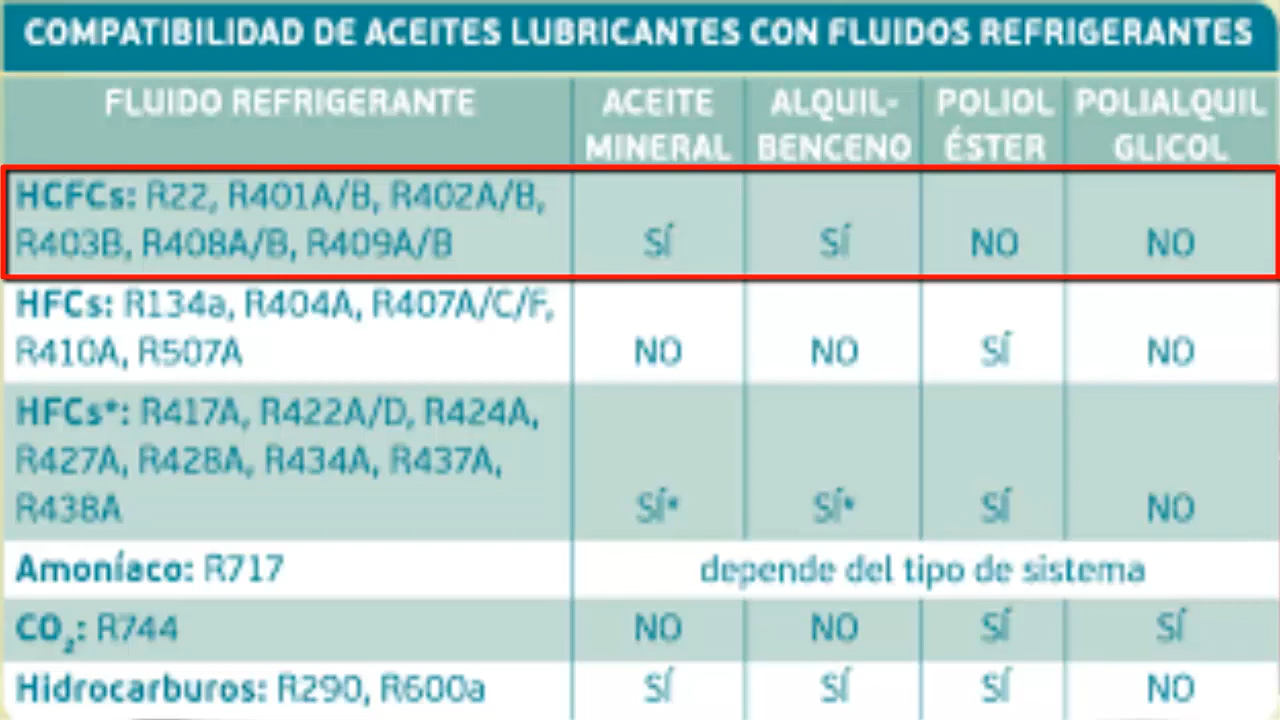 COMPATIBILIDAD DE ACEITES LUBRICANTES CON FLUIDOS REFRIGERANTES
FLUIDO REFRIGERANTE ACEITE MINERAL ALQUIL-BENCENO POLIOL ÉSTER POLIALQUIL GLICOL
HCFCs: R22, R401A/B, R402A/B,
R403B, R408A/B, R409A/B SÍ SÍ NO NO
HFCs: R134a, R404A, R407A/C/F,
R410A, R507A NO NO SÍ NO
HFCs*: R417A, R422A/D, R424A,
R427A, R428A, R434A, R437A,
R438A SÍ* SÍ* SÍ NO
Amoníaco: R717 depende del tipo de sistema
CO₂: R744 NO NO SÍ SÍ
Hidrocarburos: R290, R600a SÍ SÍ SÍ NO